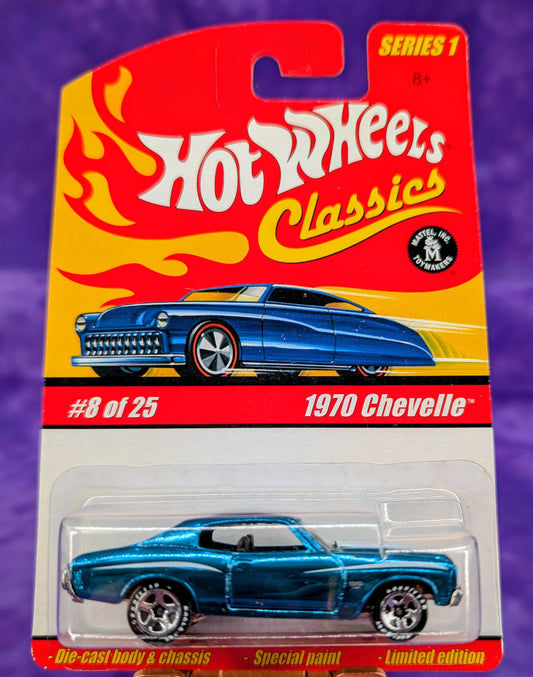 SERIES 1
8+
Hot Wheels
Classics
MATTEL, INC.
M
TOYMAKERS
#8 of 25
1970 Chevelle™
- Die-cast body & chassis - Special paint - Limited edition